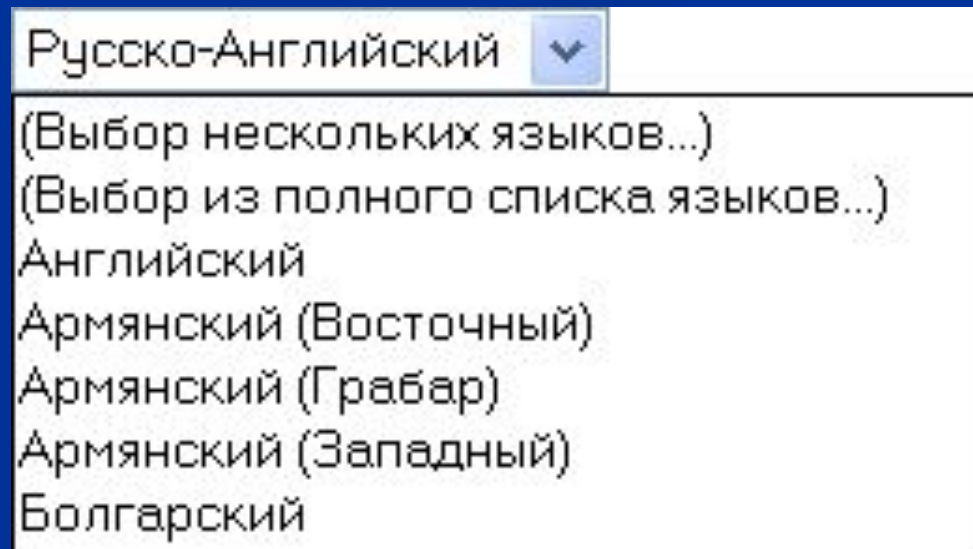 Русско-Английский
(Выбор нескольких языков...)
(Выбор из полного списка языков...)
Английский
Армянский (Восточный)
Армянский (Грабар)
Армянский (Западный)
Болгарский